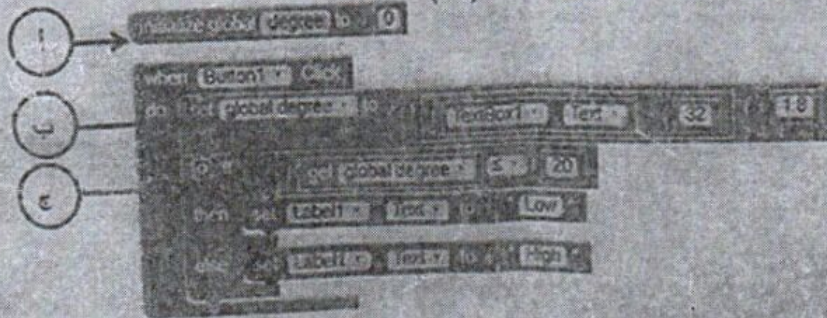 أ
initialize global degree to 0
when Button1 Click
do set global degree to TextBox1 Text 32 1.8
ب
ج
if get global degree ≤ 20
then set Label1 Text to Low
else set Label1 Text to High